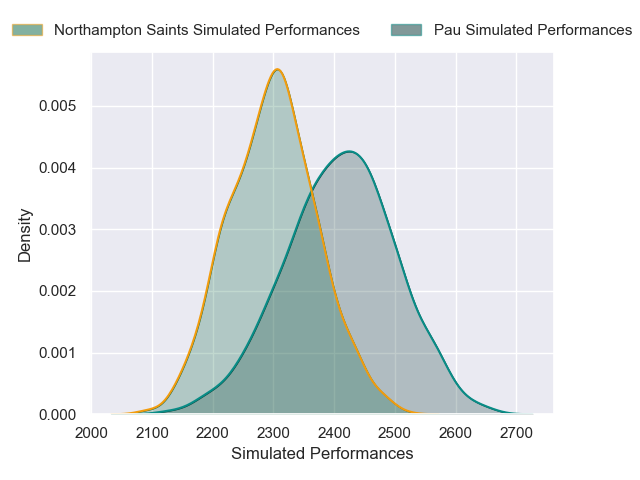 Northampton Saints Simulated Performances
Pau Simulated Performances
0.005
0.004
0.003
0.002
0.001
0.000
Density
2000 2100 2200 2300 2400 2500 2600 2700
Simulated Performances